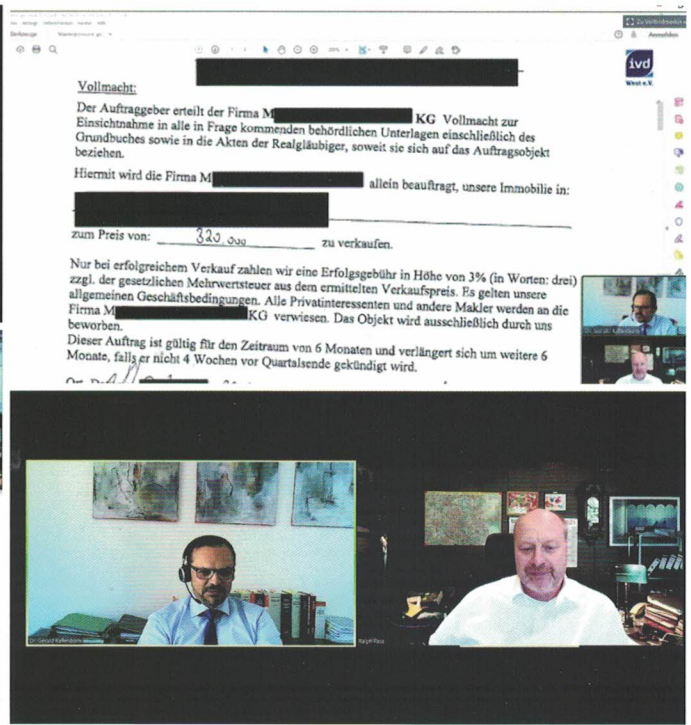 Anmelden
ivd
West e.V.
Vollmacht:
Der Auftraggeber erteilt der Firma M KG Vollmacht zur
Einsichtnahme in alle in Frage kommenden behördlichen Unterlagen einschließlich des
Grundbuches sowie in die Akten der Realgläubiger, soweit sie sich auf das Auftragsobjekt
beziehen.
Hiermit wird die Firma M allein beauftragt, unsere Immobilie in:
zum Preis von: 320.000 zu verkaufen.
Nur bei erfolgreichem Verkauf zahlen wir eine Erfolgsgebühr in Höhe von 3% (in Worten: drei)
zzgl. der gesetzlichen Mehrwertsteuer aus dem ermittelten Verkaufspreis. Es gelten unsere
allgemeinen Geschäftsbedingungen. Alle Privatinteressenten und andere Makler werden an die
Firma M KG verwiesen. Das Objekt wird ausschließlich durch uns
beworben.
Dieser Auftrag ist gültig für den Zeitraum von 6 Monaten und verlängert sich um weitere 6
Monate, falls er nicht 4 Wochen vor Quartalsende gekündigt wird.